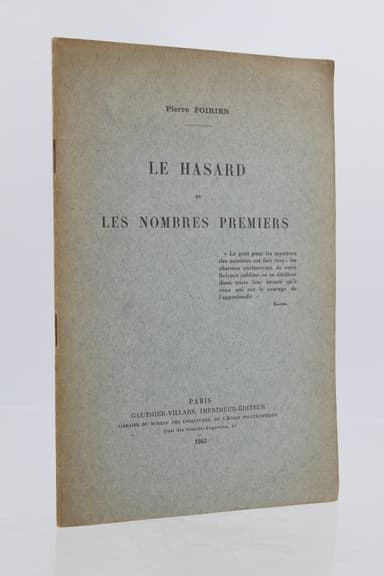 Pierre POIRIER
LE HASARD
ET
LES NOMBRES PREMIERS
« Le goût pour les mystères
des nombres est fort rare : les
charmes enchanteurs de cette
Science sublime ne se décèlent
dans toute leur beauté qu'à
ceux qui ont le courage de
l'approfondir. »
GAUSS.
PARIS
GAUTHIER-VILLARS, IMPRIMEUR-ÉDITEUR
LIBRAIRE DU BUREAU DES LONGITUDES, DE L'ÉCOLE POLYTECHNIQUE
Quai des Grands-Augustins, 55
1943